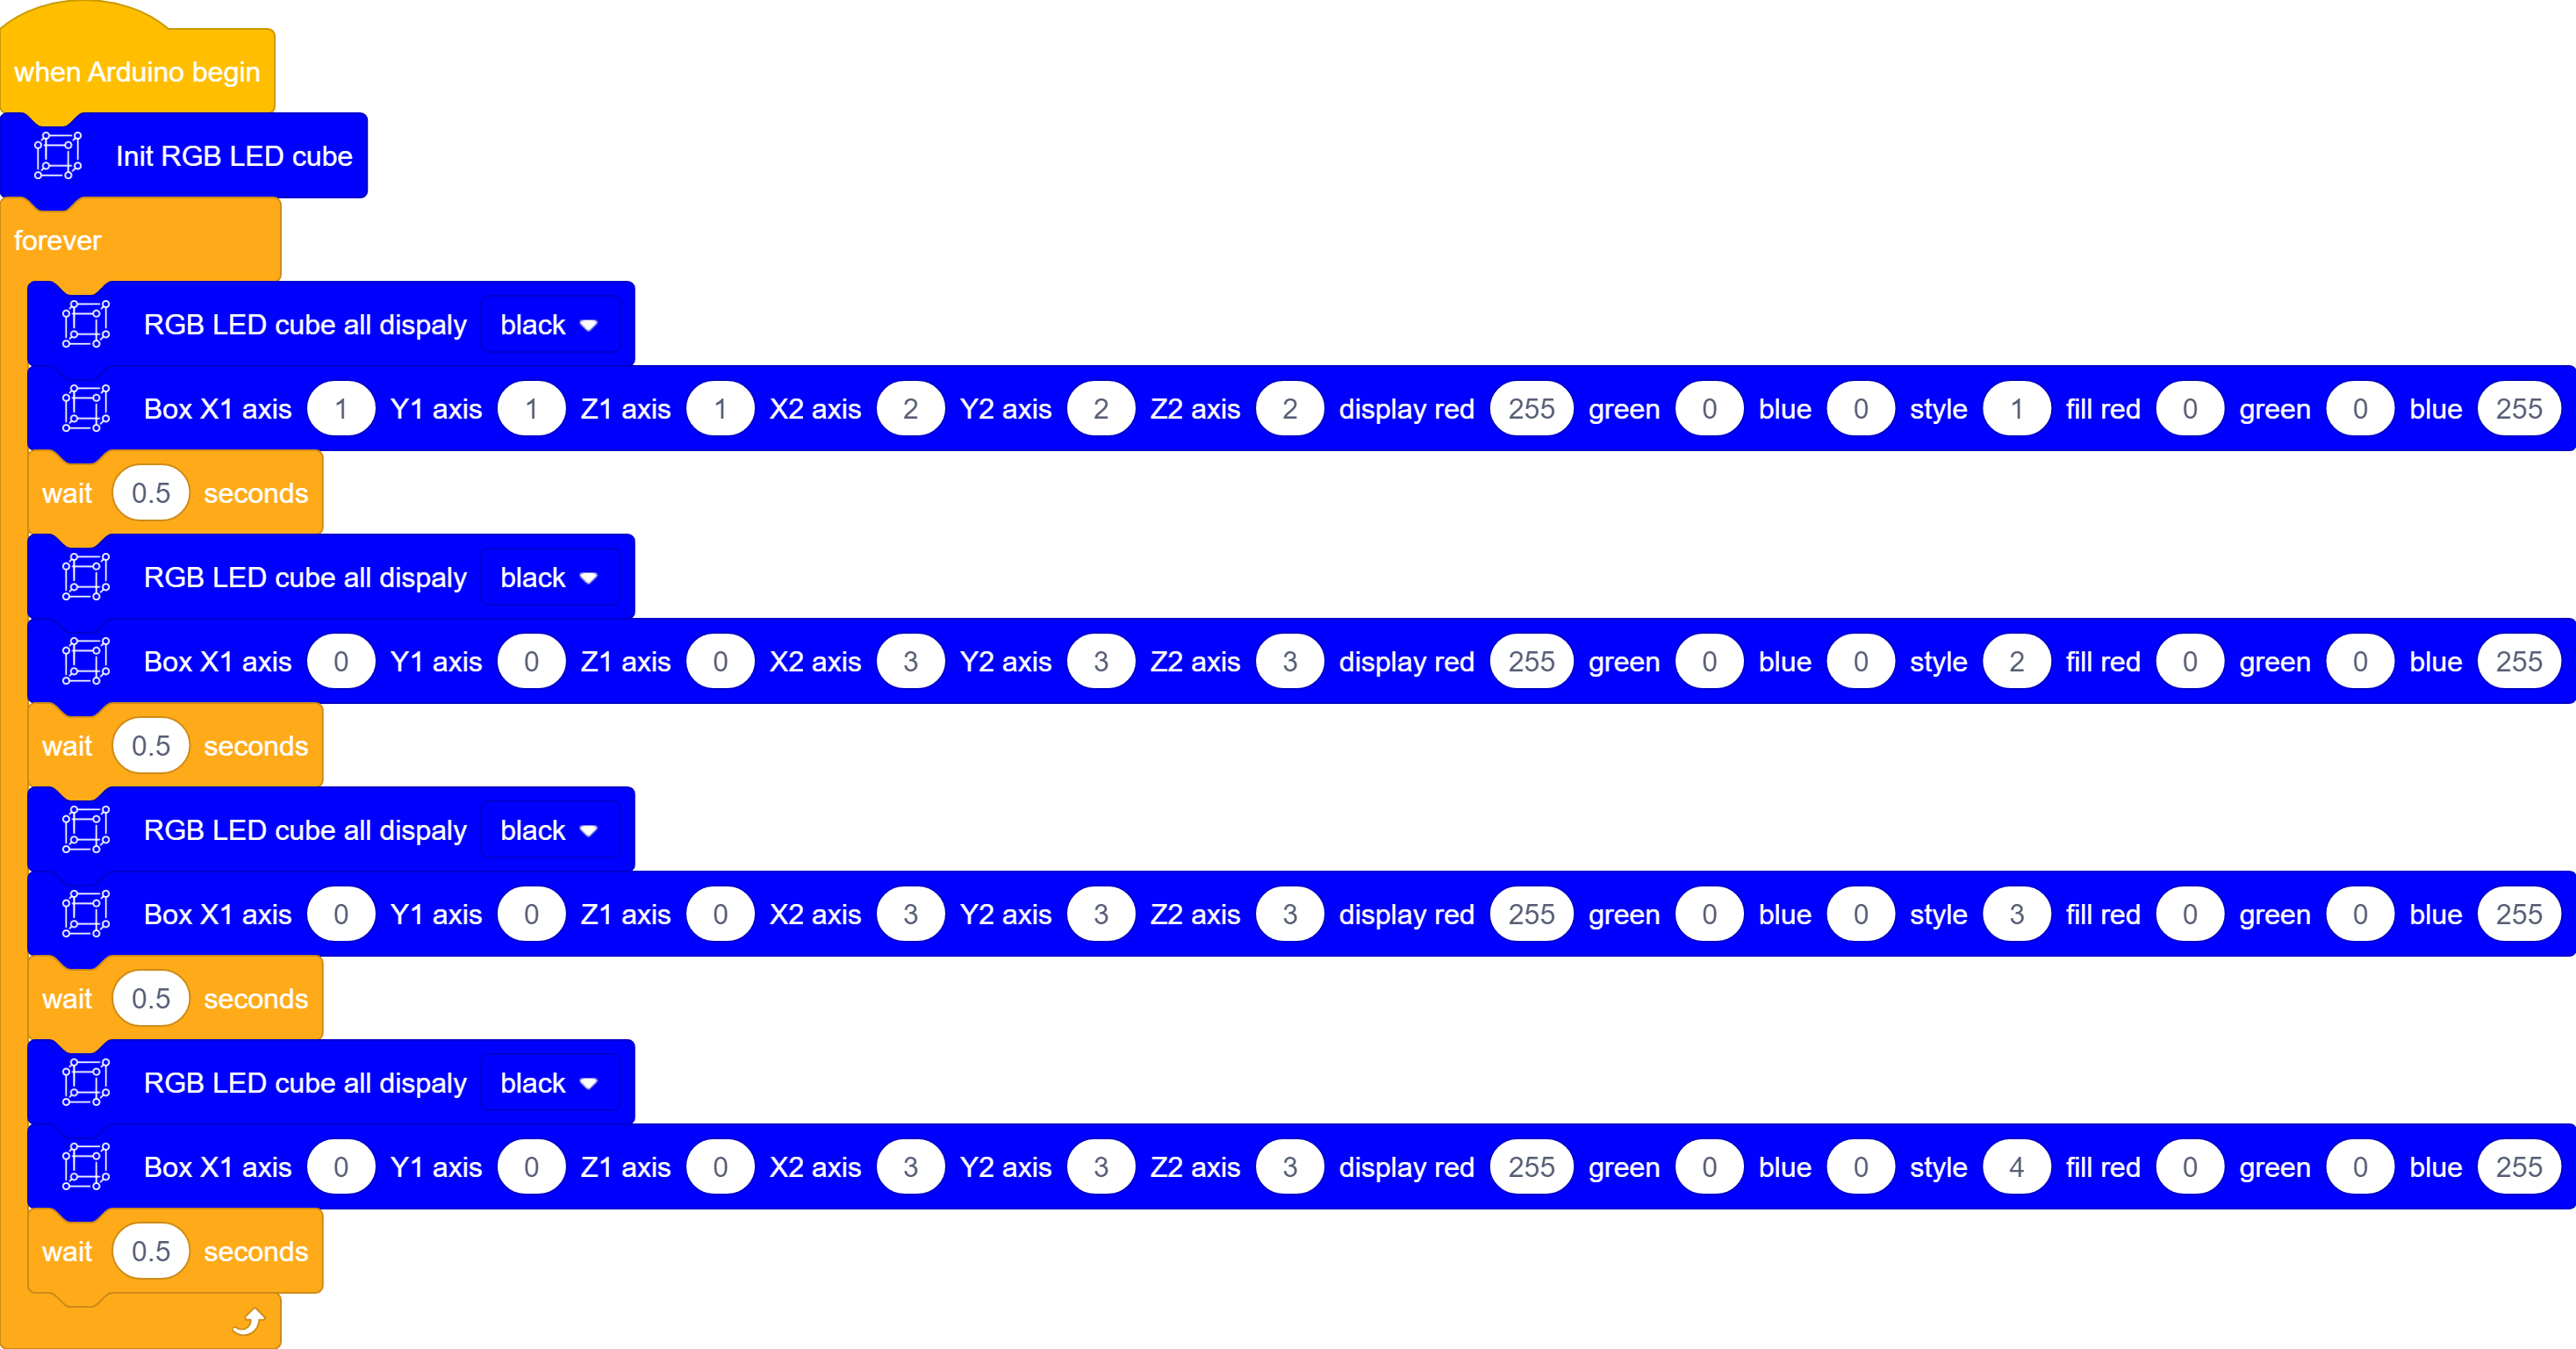 when Arduino begin
Init RGB LED cube
forever
RGB LED cube all dispaly black
Box X1 axis 1 Y1 axis 1 Z1 axis 1 X2 axis 2 Y2 axis 2 Z2 axis 2 display red 255 green 0 blue 0 style 1 fill red 0 green 0 blue 255
wait 0.5 seconds
RGB LED cube all dispaly black
Box X1 axis 0 Y1 axis 0 Z1 axis 0 X2 axis 3 Y2 axis 3 Z2 axis 3 display red 255 green 0 blue 0 style 2 fill red 0 green 0 blue 255
wait 0.5 seconds
RGB LED cube all dispaly black
Box X1 axis 0 Y1 axis 0 Z1 axis 0 X2 axis 3 Y2 axis 3 Z2 axis 3 display red 255 green 0 blue 0 style 3 fill red 0 green 0 blue 255
wait 0.5 seconds
RGB LED cube all dispaly black
Box X1 axis 0 Y1 axis 0 Z1 axis 0 X2 axis 3 Y2 axis 3 Z2 axis 3 display red 255 green 0 blue 0 style 4 fill red 0 green 0 blue 255
wait 0.5 seconds